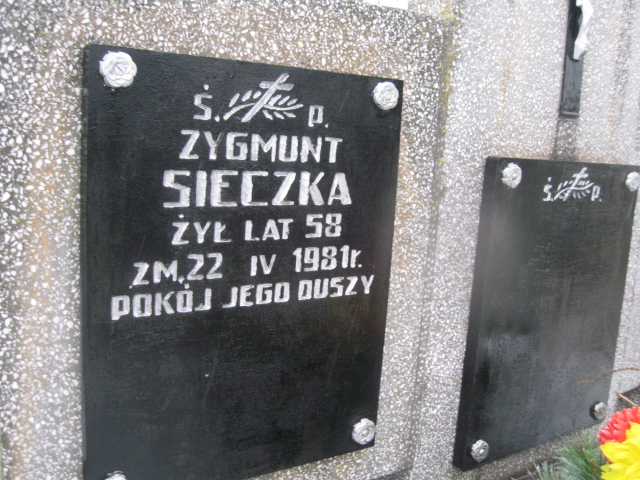 Ś. P.
ZYGMUNT
SIECZKA
ŻYŁ LAT 58
ZM. 22 IV 1981r.
POKÓJ JEGO DUSZY
Ś. P.